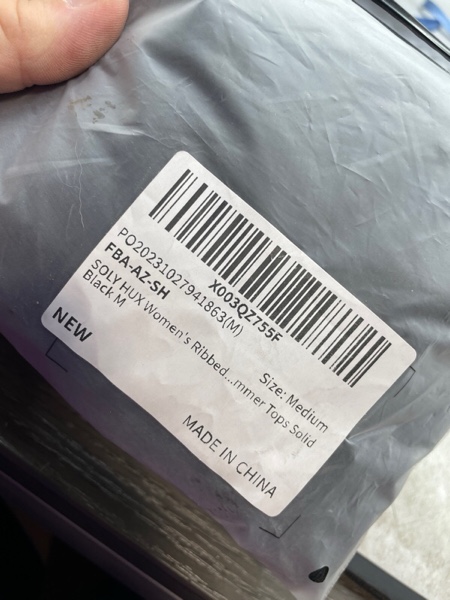 X003QZ755F
PO20231027941863(M)
FBA-AZ-SH
Size: Medium
SOLY HUX Women's Ribbed...mmer Tops Solid
Black M
NEW
MADE IN CHINA